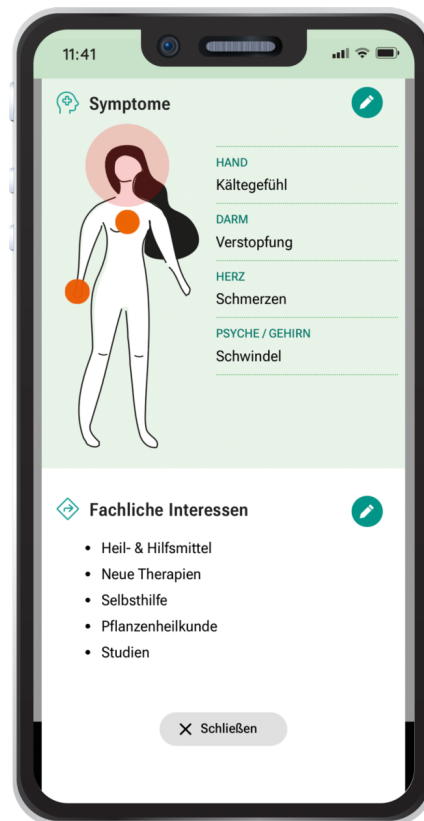 11:41
Symptome
HAND
Kältegefühl
DARM
Verstopfung
HERZ
Schmerzen
PSYCHE / GEHIRN
Schwindel
Fachliche Interessen
• Heil- & Hilfsmittel
• Neue Therapien
• Selbsthilfe
• Pflanzenheilkunde
• Studien
Schließen